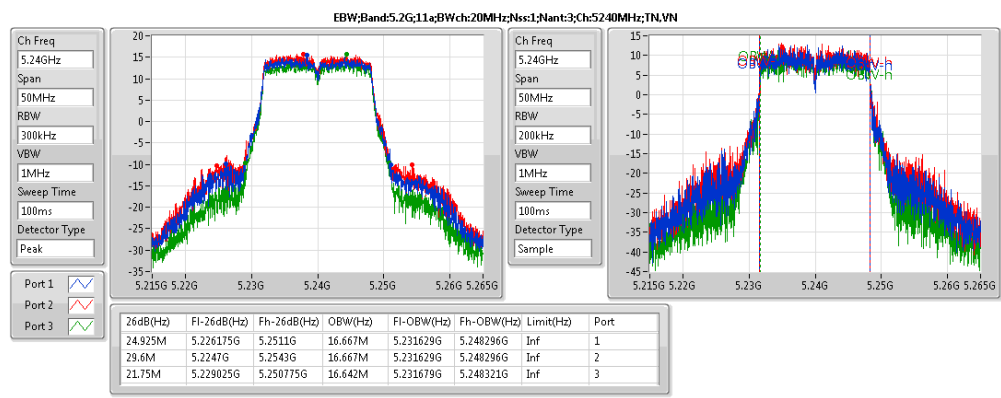 EBW;Band:5.2G;11a;BWch:20MHz;Nss:1;Nant:3;Ch:5240MHz;TN,VN
Ch Freq
5.24GHz
Span
50MHz
RBW
300kHz
VBW
1MHz
Sweep Time
100ms
Detector Type
Peak
20
15
10
5
0
-5
-10
-15
-20
-25
-30
-35
5.215G 5.22G 5.23G 5.24G 5.25G 5.26G 5.265G
Ch Freq
5.24GHz
Span
50MHz
RBW
200kHz
VBW
1MHz
Sweep Time
100ms
Detector Type
Sample
15
10
5
0
-5
-10
-15
-20
-25
-30
-35
-40
-45
5.215G 5.22G 5.23G 5.24G 5.25G 5.26G 5.265G
Port 1
Port 2
Port 3
26dB(Hz) Fl-26dB(Hz) Fh-26dB(Hz) OBW(Hz) Fl-OBW(Hz) Fh-OBW(Hz) Limit(Hz) Port
24.925M 5.226175G 5.2511G 16.667M 5.231629G 5.248296G Inf 1
29.6M 5.2247G 5.2543G 16.667M 5.231629G 5.248296G Inf 2
21.75M 5.229025G 5.250775G 16.642M 5.231679G 5.248321G Inf 3